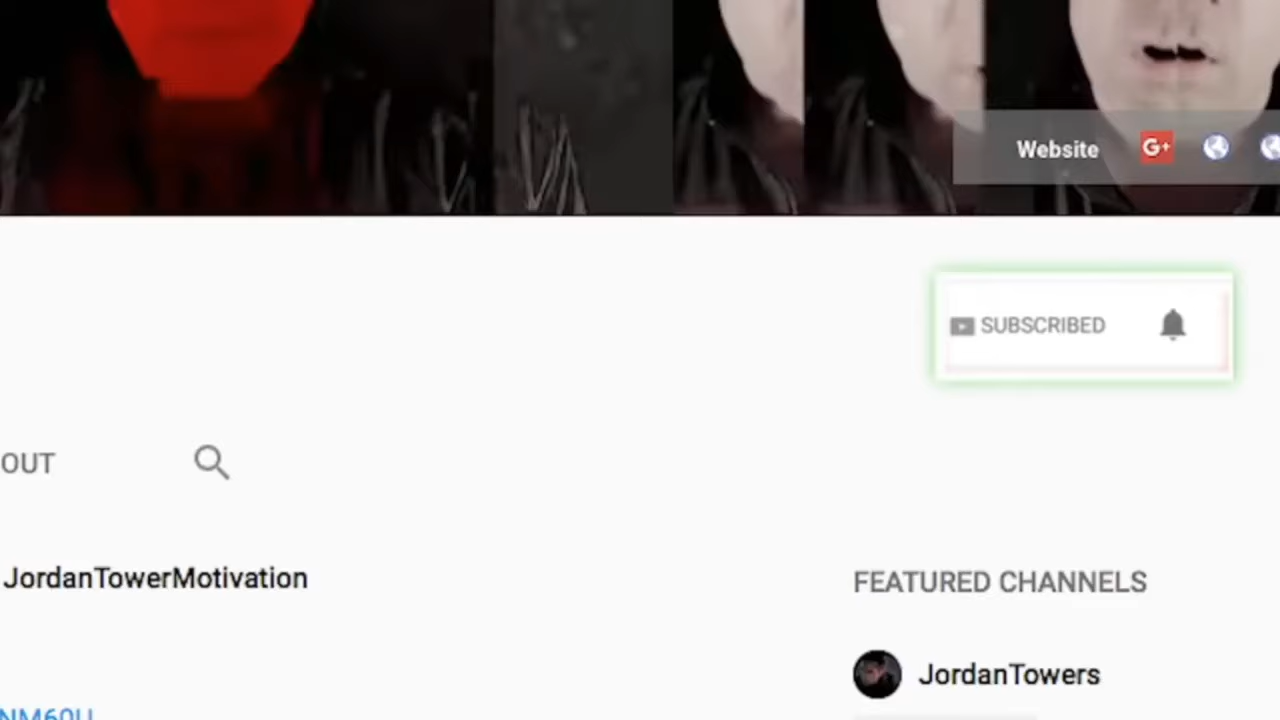 Website G+
SUBSCRIBED
OUT
JordanTowerMotivation
FEATURED CHANNELS
JordanTowers